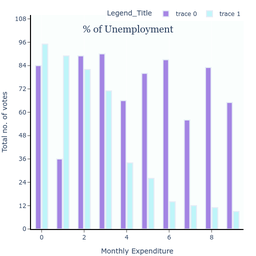 Legend_Title trace 0 trace 1
% of Unemployment
Total no. of votes
108
96
84
72
60
48
36
24
12
0
0 2 4 6 8
Monthly Expenditure